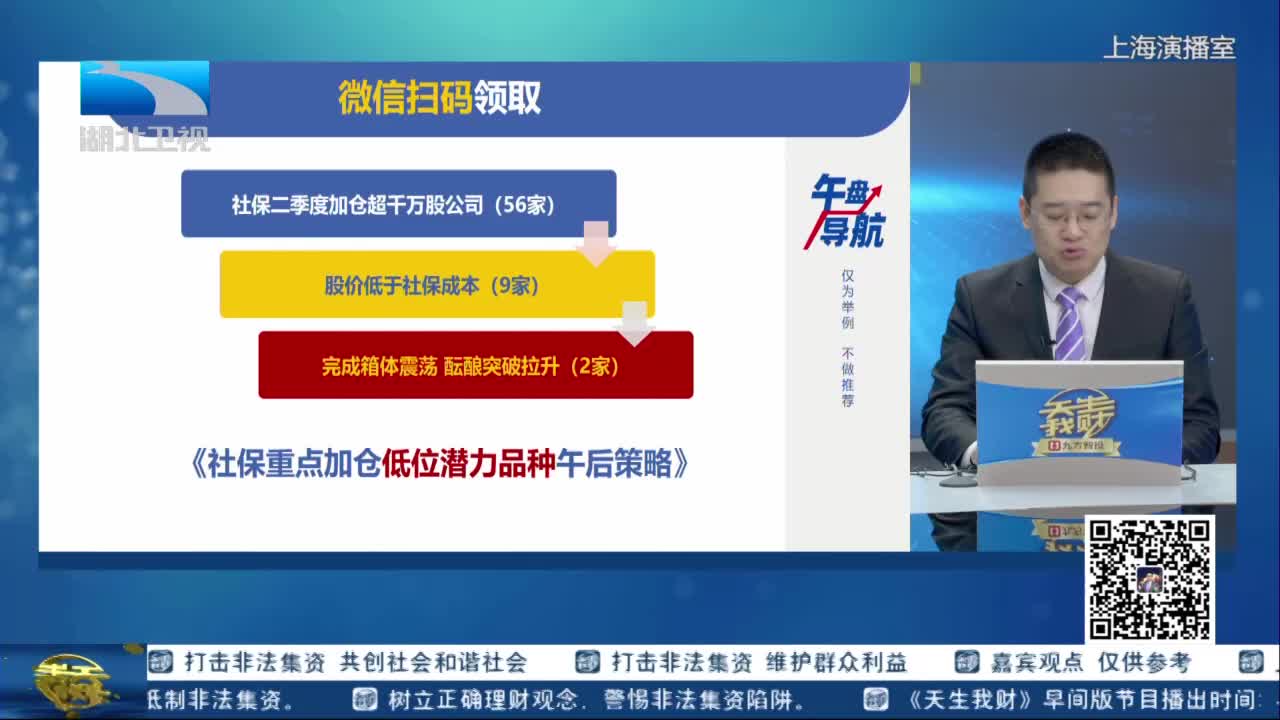 上海演播室
微信扫码领取
湖北卫视
社保二季度加仓超千万股公司（56家）
股价低于社保成本（9家）
完成箱体震荡 酝酿突破拉升（2家）
《社保重点加仓低位潜力品种午后策略》
午盘
导航
仅为举例 不做推荐
天生
我财
九方智投
打击非法集资 共创社会和谐社会
打击非法集资 维护群众利益
嘉宾观点 仅供参考
抵制非法集资。
树立正确理财观念，警惕非法集资陷阱。
《天生我财》早间版节目播出时间：